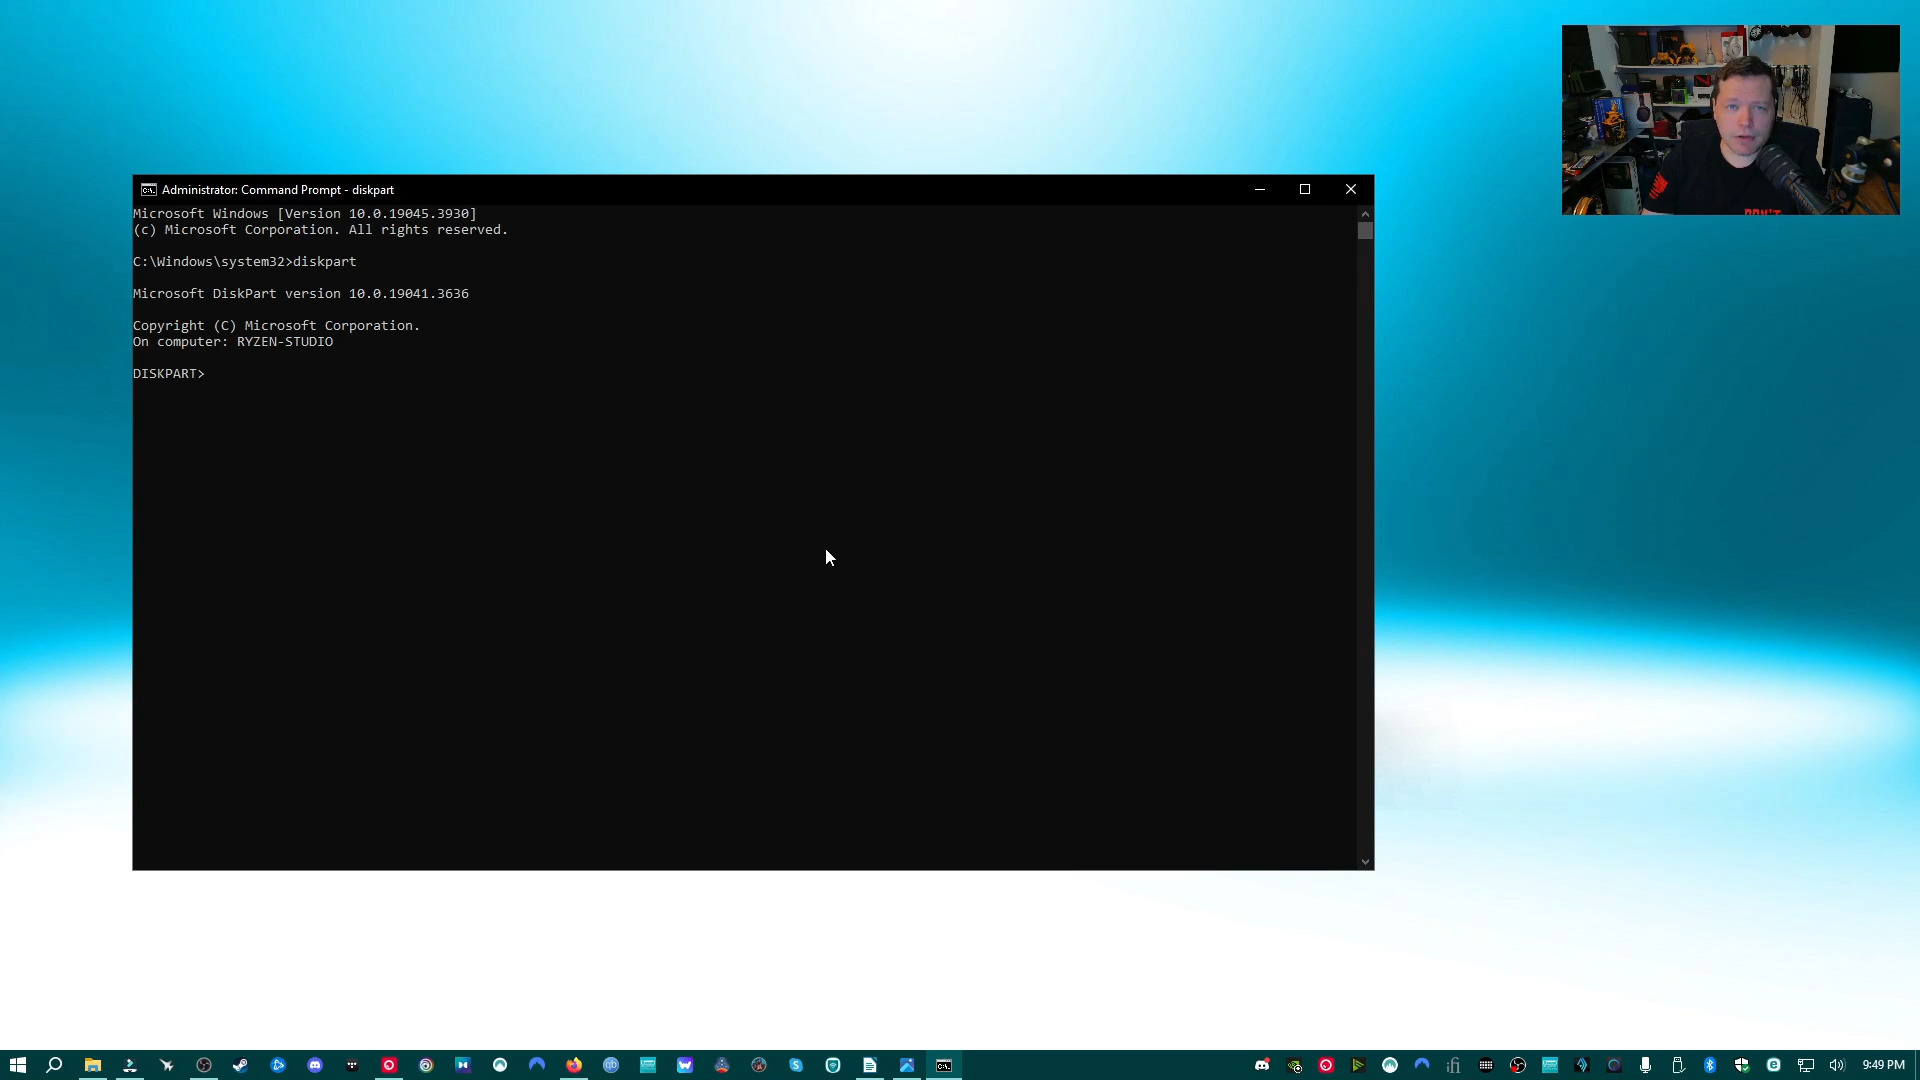 Administrator: Command Prompt - diskpart
Microsoft Windows [Version 10.0.19045.3930]
(c) Microsoft Corporation. All rights reserved.
C:\Windows\system32>diskpart
Microsoft DiskPart version 10.0.19041.3636
Copyright (C) Microsoft Corporation.
On computer: RYZEN-STUDIO
DISKPART>
9:49 PM